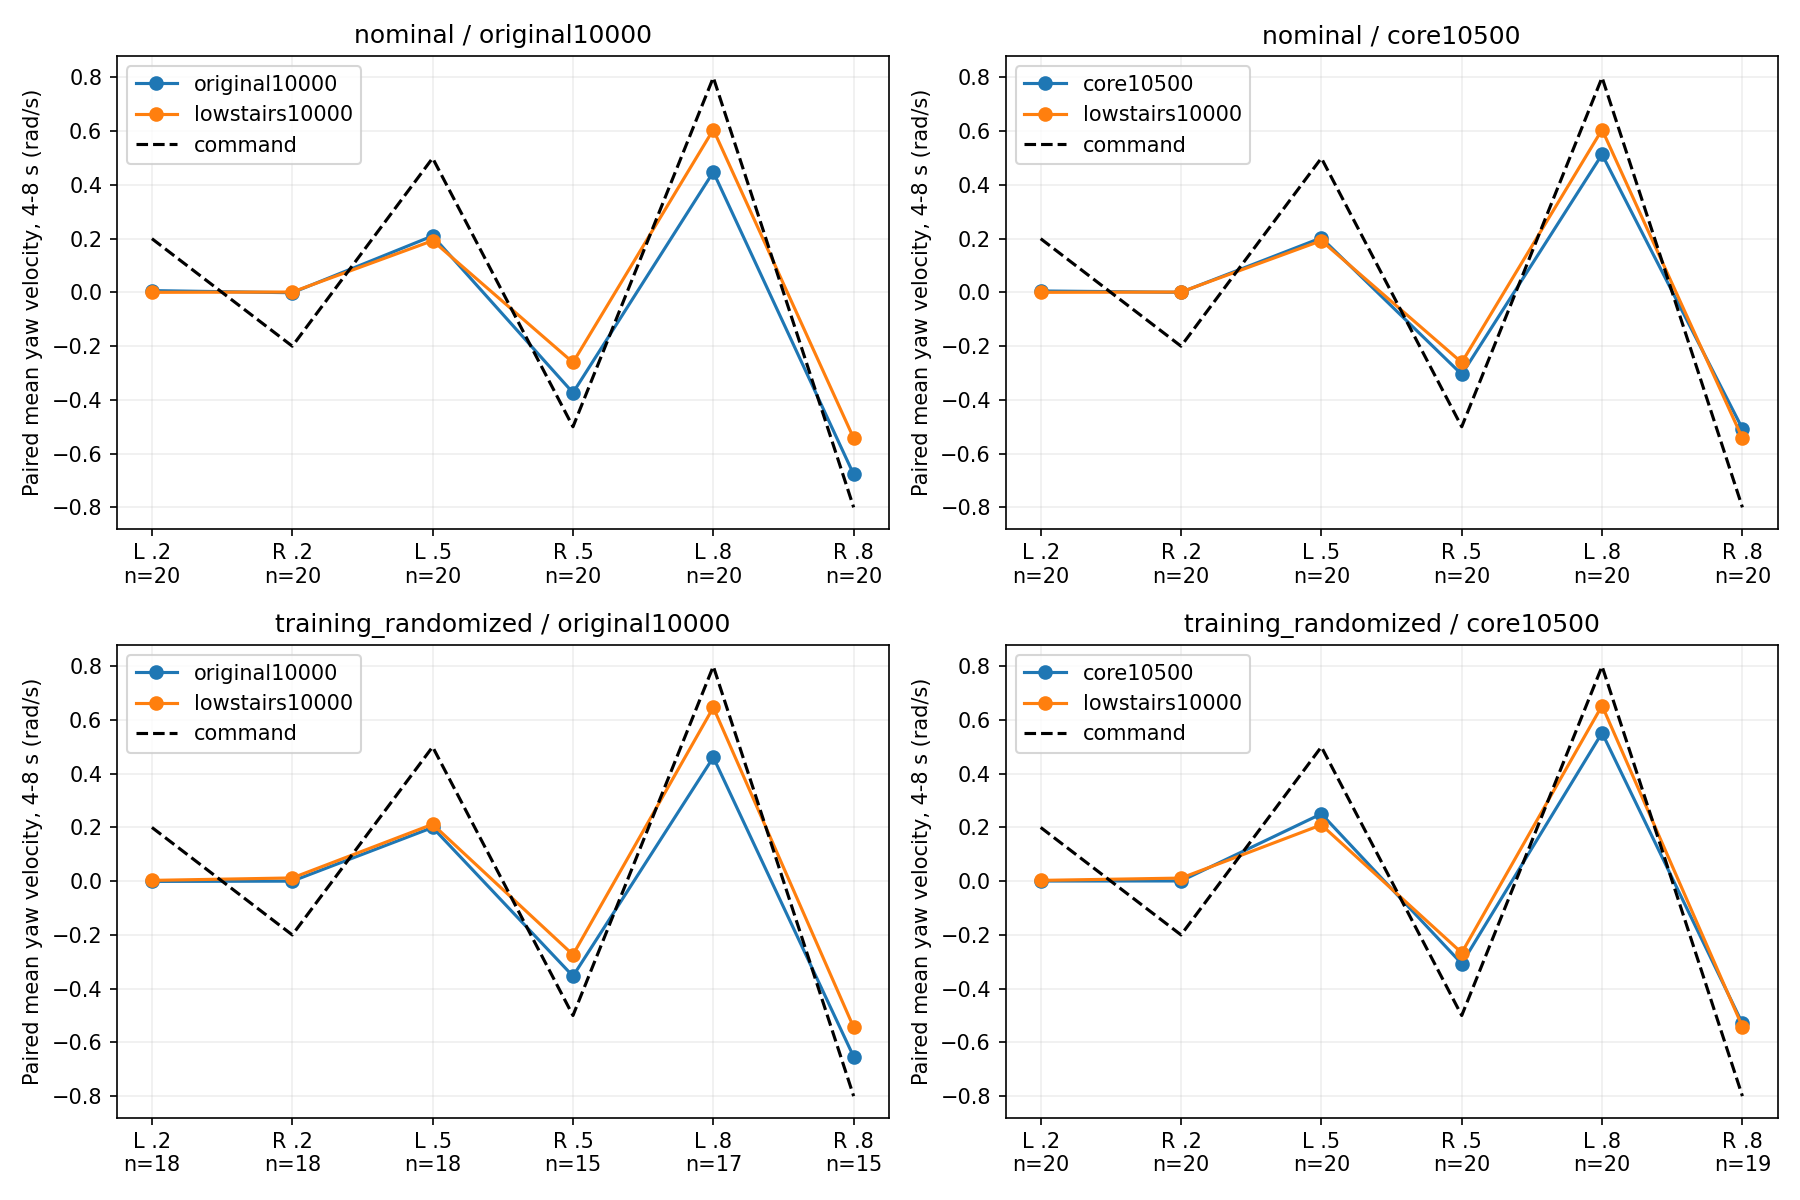 nominal / original10000
Paired mean yaw velocity, 4-8 s (rad/s)
original10000
lowstairs10000
command
0.8
0.6
0.4
0.2
0.0
−0.2
−0.4
−0.6
−0.8
L .2 R .2 L .5 R .5 L .8 R .8
n=20 n=20 n=20 n=20 n=20 n=20
nominal / core10500
Paired mean yaw velocity, 4-8 s (rad/s)
core10500
lowstairs10000
command
0.8
0.6
0.4
0.2
0.0
−0.2
−0.4
−0.6
−0.8
L .2 R .2 L .5 R .5 L .8 R .8
n=20 n=20 n=20 n=20 n=20 n=20
training_randomized / original10000
Paired mean yaw velocity, 4-8 s (rad/s)
original10000
lowstairs10000
command
0.8
0.6
0.4
0.2
0.0
−0.2
−0.4
−0.6
−0.8
L .2 R .2 L .5 R .5 L .8 R .8
n=18 n=18 n=18 n=15 n=17 n=15
training_randomized / core10500
Paired mean yaw velocity, 4-8 s (rad/s)
core10500
lowstairs10000
command
0.8
0.6
0.4
0.2
0.0
−0.2
−0.4
−0.6
−0.8
L .2 R .2 L .5 R .5 L .8 R .8
n=20 n=20 n=20 n=20 n=20 n=19